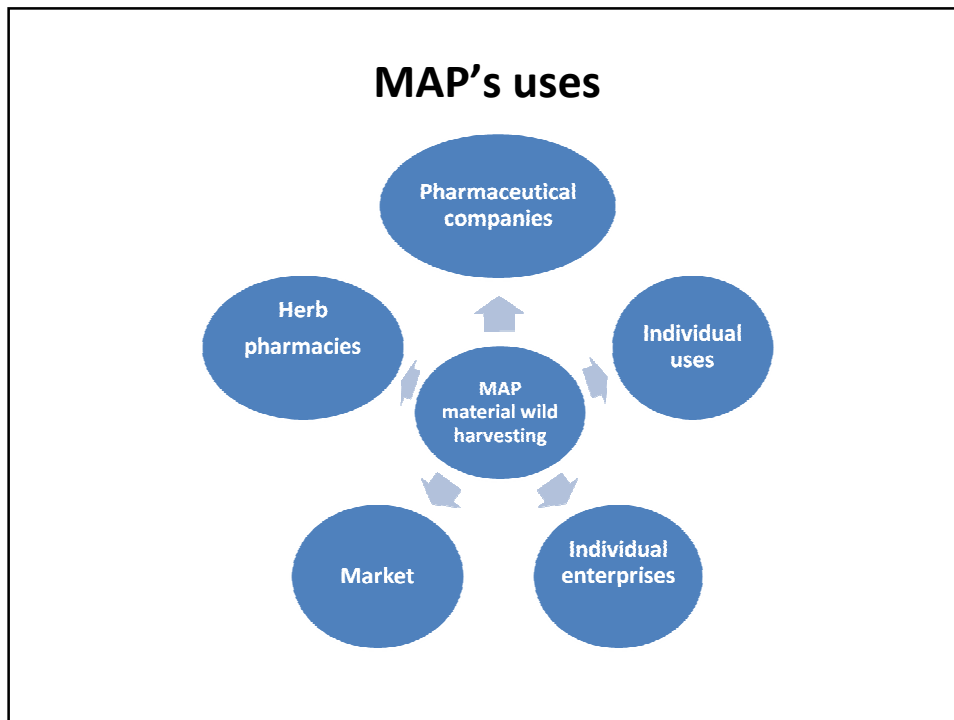 MAP’s uses
Pharmaceutical
companies
Herb
pharmacies
Individual
uses
MAP
material wild
harvesting
Market
Individual
enterprises